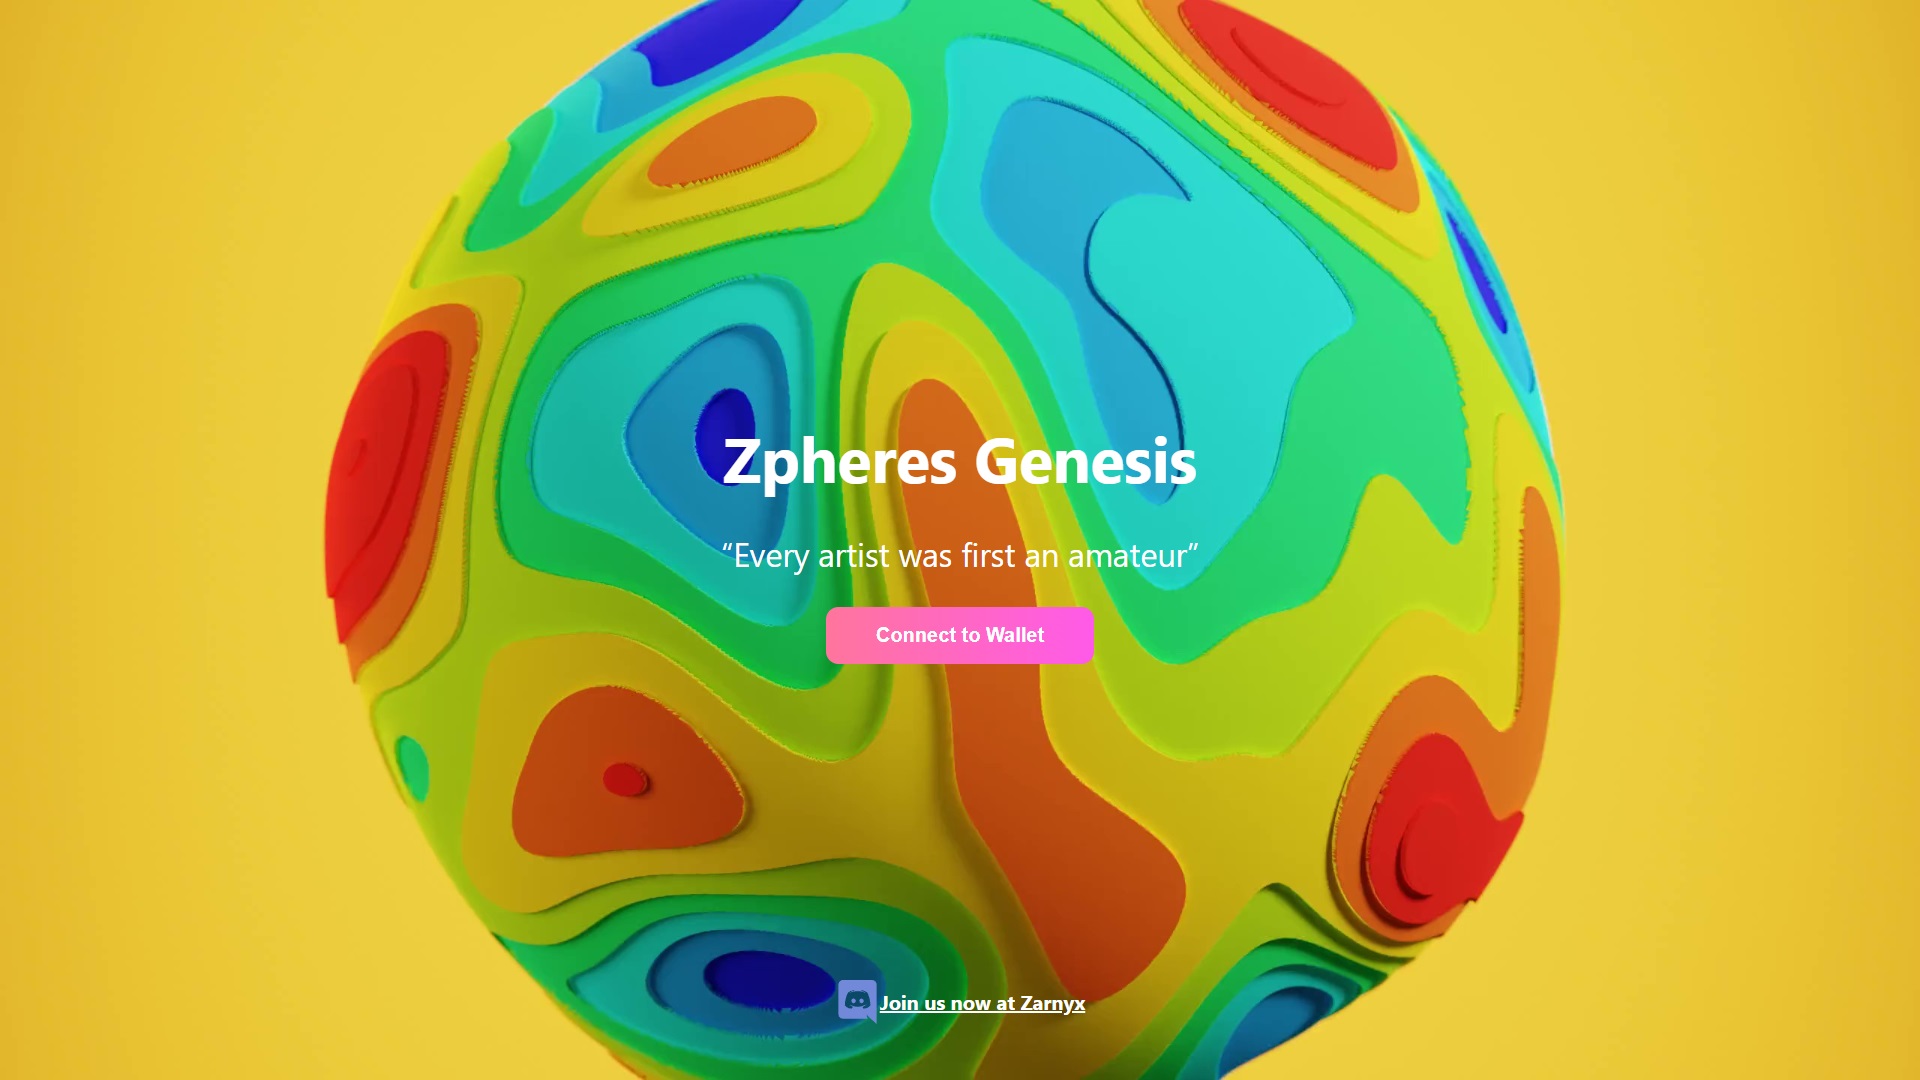 Zpheres Genesis
“Every artist was first an amateur”
Connect to Wallet
Join us now at Zarnyx